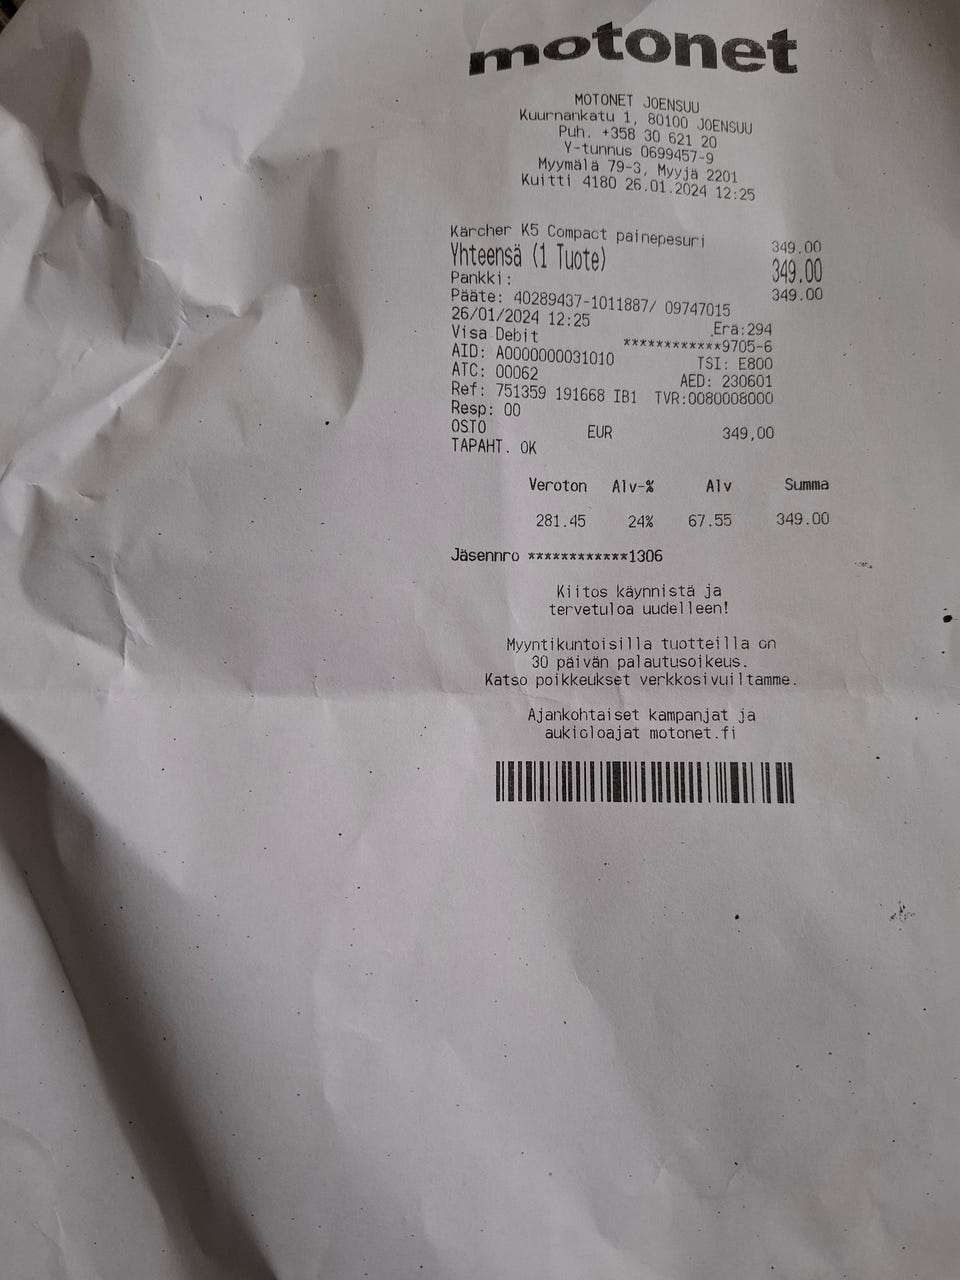 motonet
MOTONET JOENSUU
Kuurnankatu 1, 80100 JOENSUU
Puh. +358 30 621 20
Y-tunnus 0699457-9
Myymälä 79-3, Myyjä 2201
Kuitti 4180 26.01.2024 12:25
Kärcher K5 Compact painepesuri 349.00
Yhteensä (1 Tuote) 349.00
Pankki: 349.00
Pääte: 40289437-1011887/ 09747015
26/01/2024 12:25 Erä:294
Visa Debit ************9705-6
AID: A0000000031010 TSI: E800
ATC: 00062 AED: 230601
Ref: 751359 191668 IB1 TVR:0080008000
Resp: 00
OSTO EUR 349,00
TAPAHT. OK
Veroton Alv-% Alv Summa
281.45 24% 67.55 349.00
Jäsennro ************1306
Kiitos käynnistä ja
tervetuloa uudelleen!
Myyntikuntoisilla tuotteilla on
30 päivän palautusoikeus.
Katso poikkeukset verkkosivuiltamme.
Ajankohtaiset kampanjat ja
aukioloajat motonet.fi